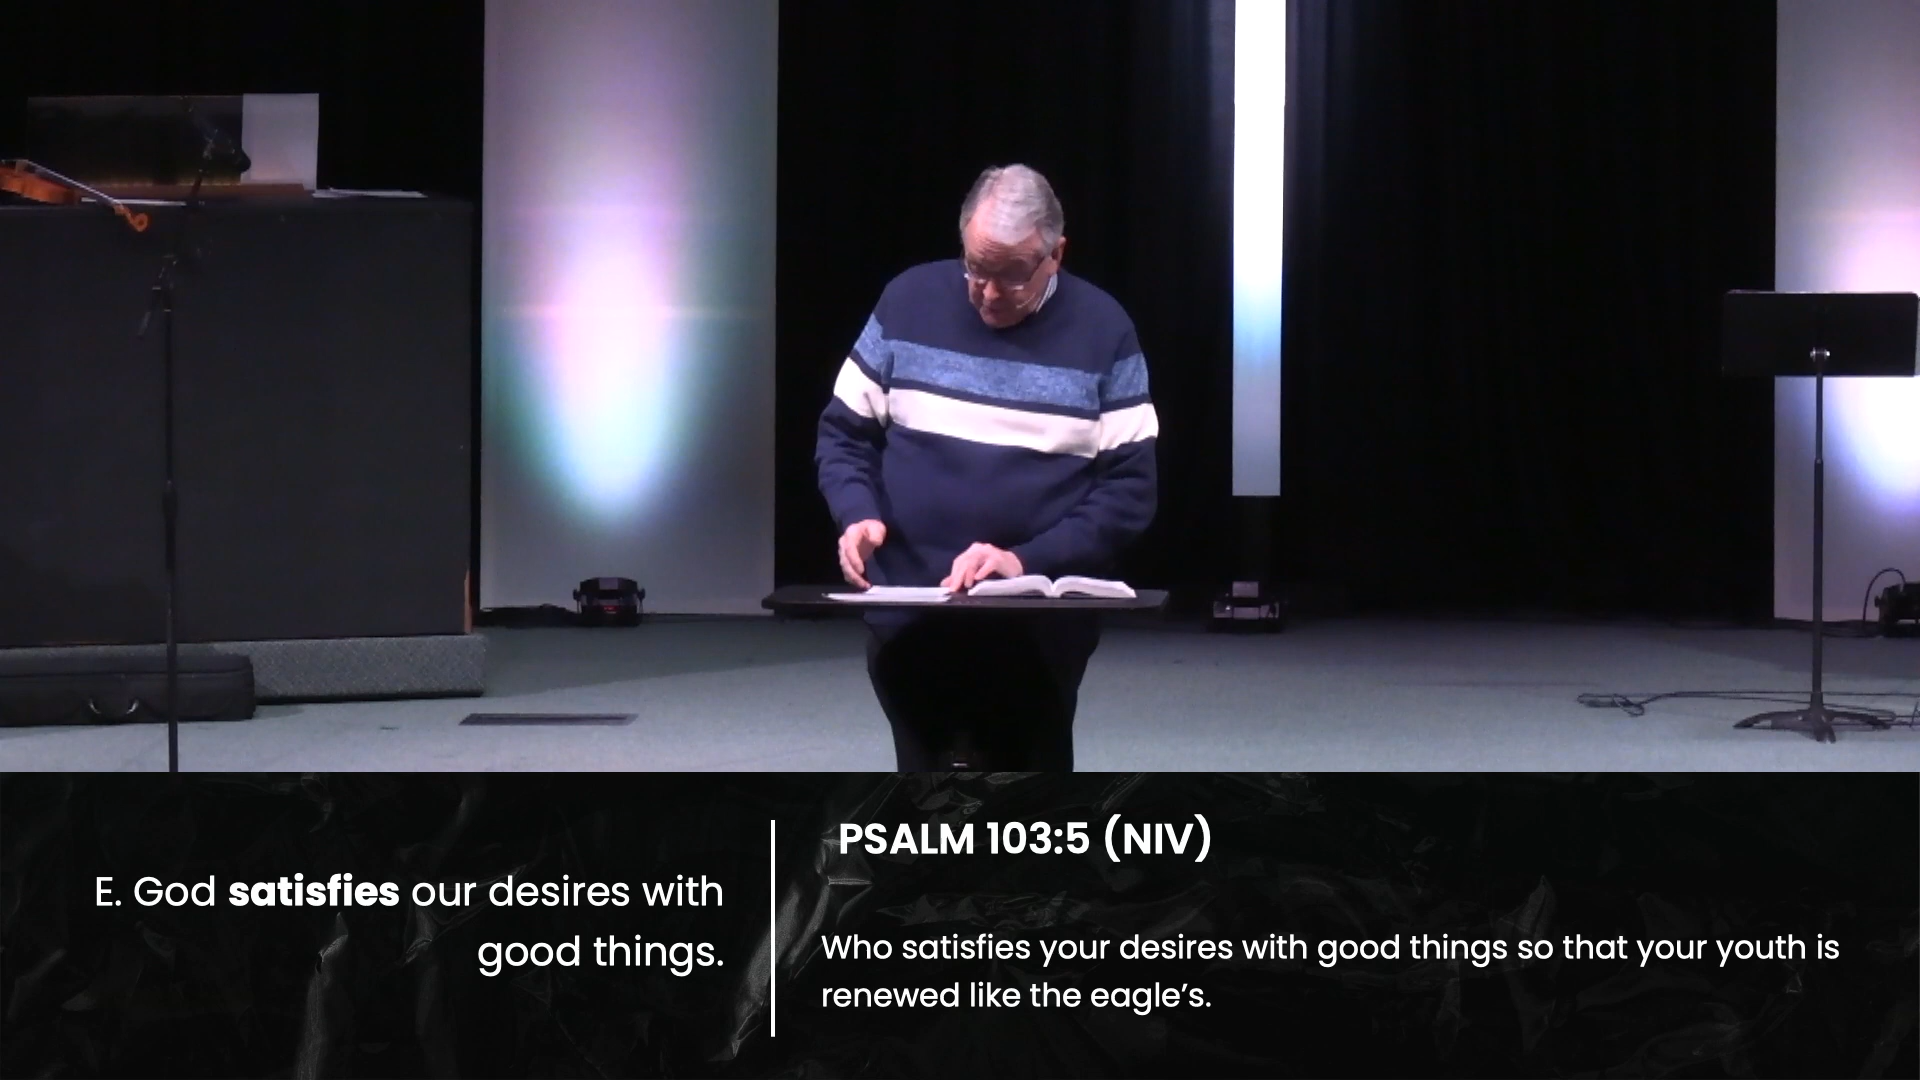 E. God satisfies our desires with
good things.
PSALM 103:5 (NIV)
Who satisfies your desires with good things so that your youth is
renewed like the eagle’s.